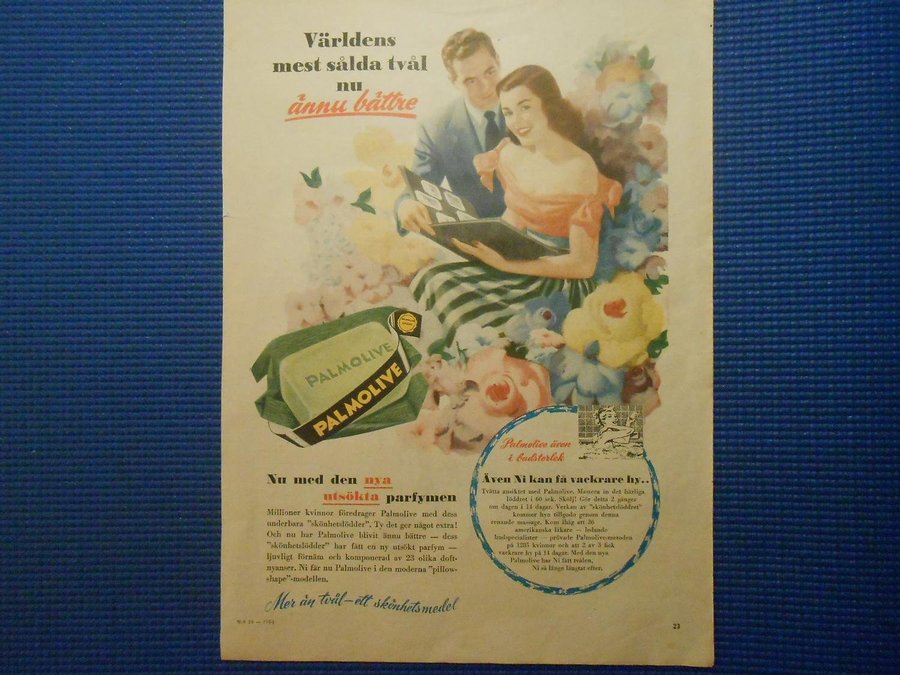 Världens
mest sålda tvål
nu
ännu bättre
PALMOLIVE
PALMOLIVE
Nu med den nya
utsökta parfymen
Millioner kvinnor föredrager Palmolive med dess
underbara "skönhetslödder". Ty det ger något extra!
Och nu har Palmolive blivit ännu bättre — dess
"skönhetslödder" har fått en ny utsökt parfym —
ljuvligt förnäm och komponerad av 23 olika doft-
nyanser. Ni får nu Palmolive i den moderna "pillow-
shape"-modellen.
Mer än tvål—ett skönhetsmedel
Palmolive även
i badstorlek
Även Ni kan få vackrare hy..
Tvätta ansiktet med Palmolive. Massera in det härliga
löddret i 60 sek. Skölj! Gör detta 2 gånger
om dagen i 14 dagar. Verkan av "skönhetslöddret"
kommer hyn tillgodo genom denna
renande massage. Kom ihåg att 36
amerikanska läkare — ledande
hudspecialister — prövade Palmolive-metoden
på 1285 kvinnor och att 2 av 3 fick
vackrare hy på 14 dagar. Med den nya
Palmolive har Ni fått tvålen,
Ni så länge längtat efter.
23